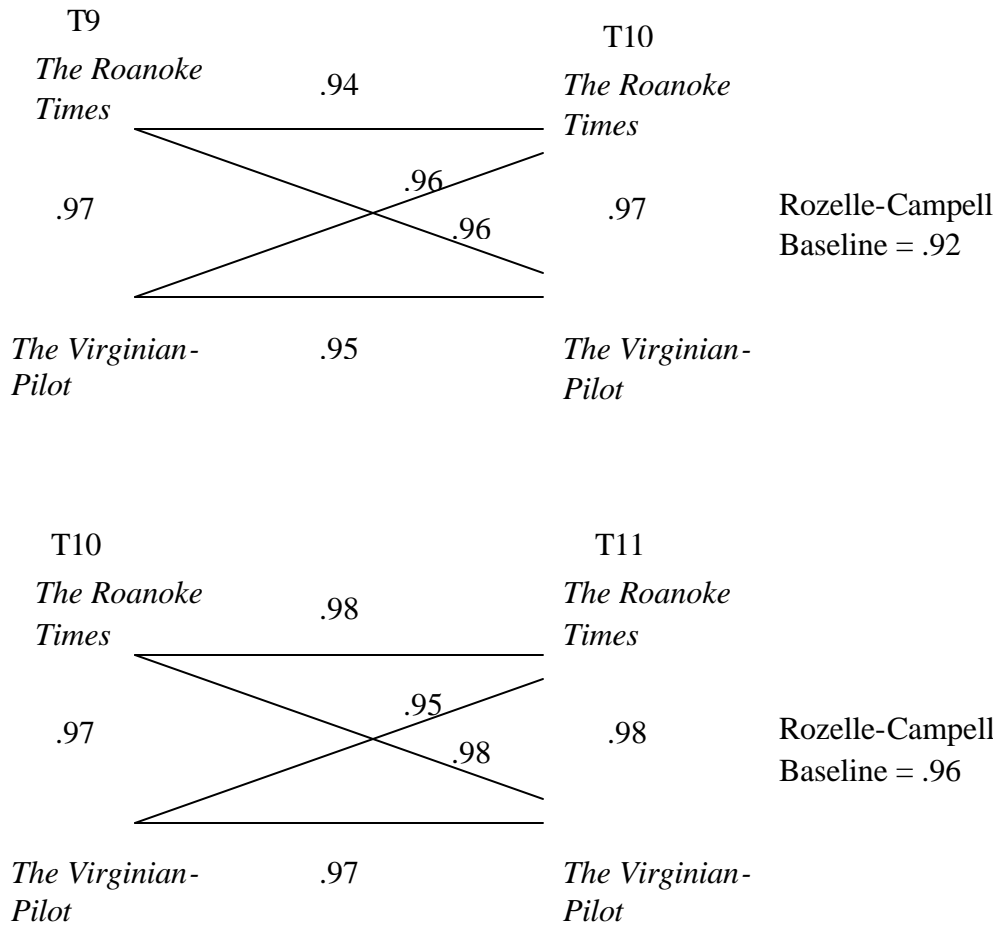 T9
T10
The Roanoke
Times
.94
The Roanoke
Times
.96
.97
.96
.97
Rozelle-Campell
Baseline = .92
The Virginian-
Pilot
.95
The Virginian-
Pilot
T10
T11
The Roanoke
Times
.98
The Roanoke
Times
.95
.97
.98
.98
Rozelle-Campell
Baseline = .96
The Virginian-
Pilot
.97
The Virginian-
Pilot